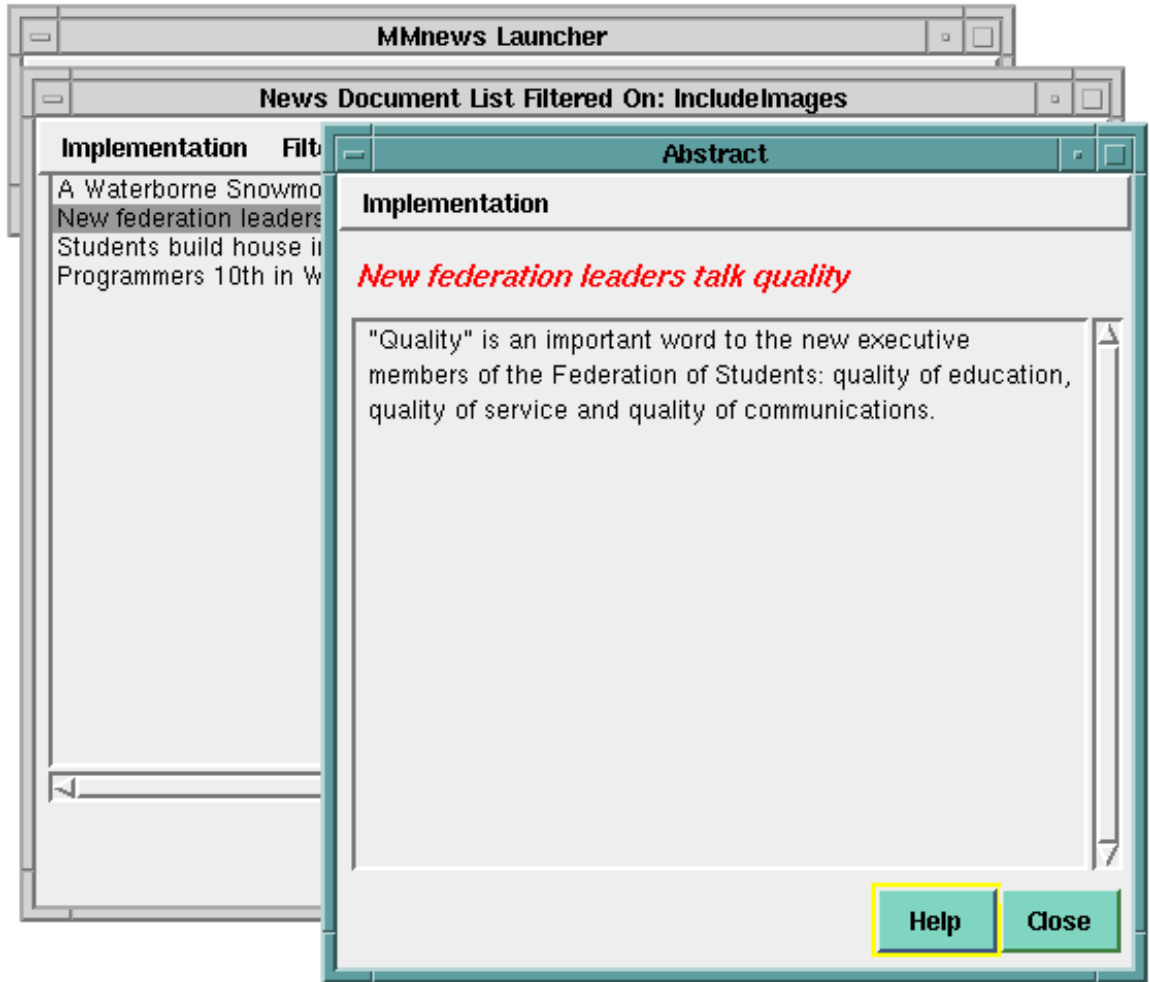 MMnews Launcher
News Document List Filtered On: IncludeImages
Implementation
A Waterborne
New federation leaders
Students build house
Programmers 10th in
Abstract
Implementation
New federation leaders talk quality
"Quality" is an important word to the new executive
members of the Federation of Students: quality of education,
quality of service and quality of communications.
Help Close